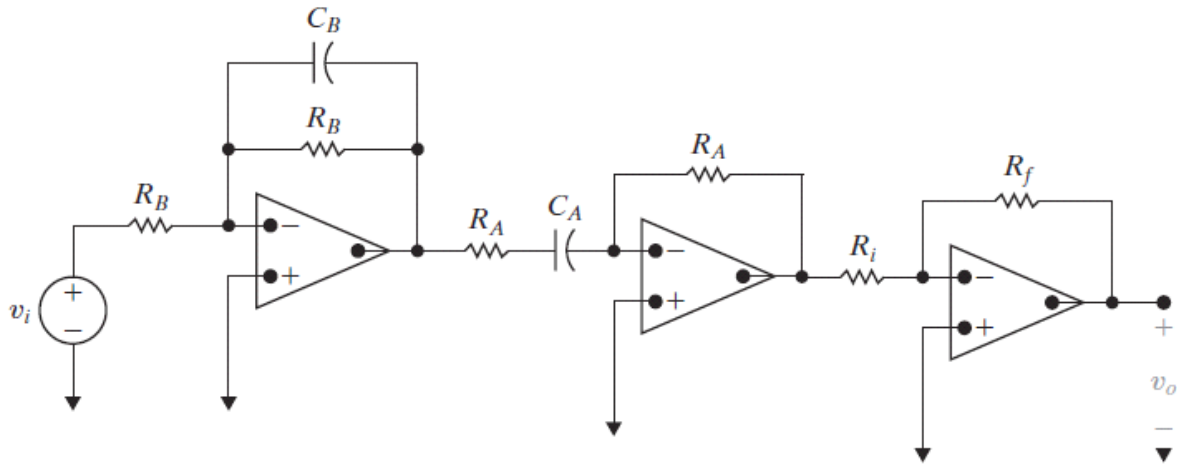 C_B
R_B
R_B
R_A
C_A
R_A
R_i
R_f
−
+
−
+
−
+
+
−
v_i
+
v_o
−